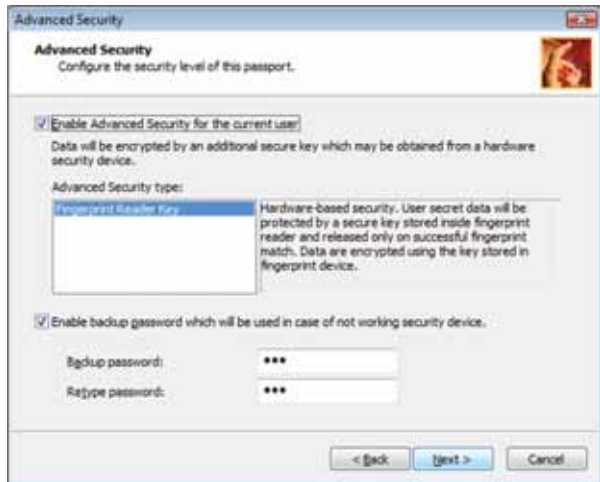 Advanced Security
Advanced Security
Configure the security level of this passport.
Enable Advanced Security for the current user
Data will be encrypted by an additional secure key which may be obtained from a hardware
security device.
Advanced Security type:
Fingerprint Reader Key
Hardware-based security. User secret data will be
protected by a secure key stored inside fingerprint
reader and released only on successful fingerprint
match. Data are encrypted using the key stored in
fingerprint device.
Enable backup password which will be used in case of not working security device.
Backup password: •••
Retype password: •••
< Back Next > Cancel